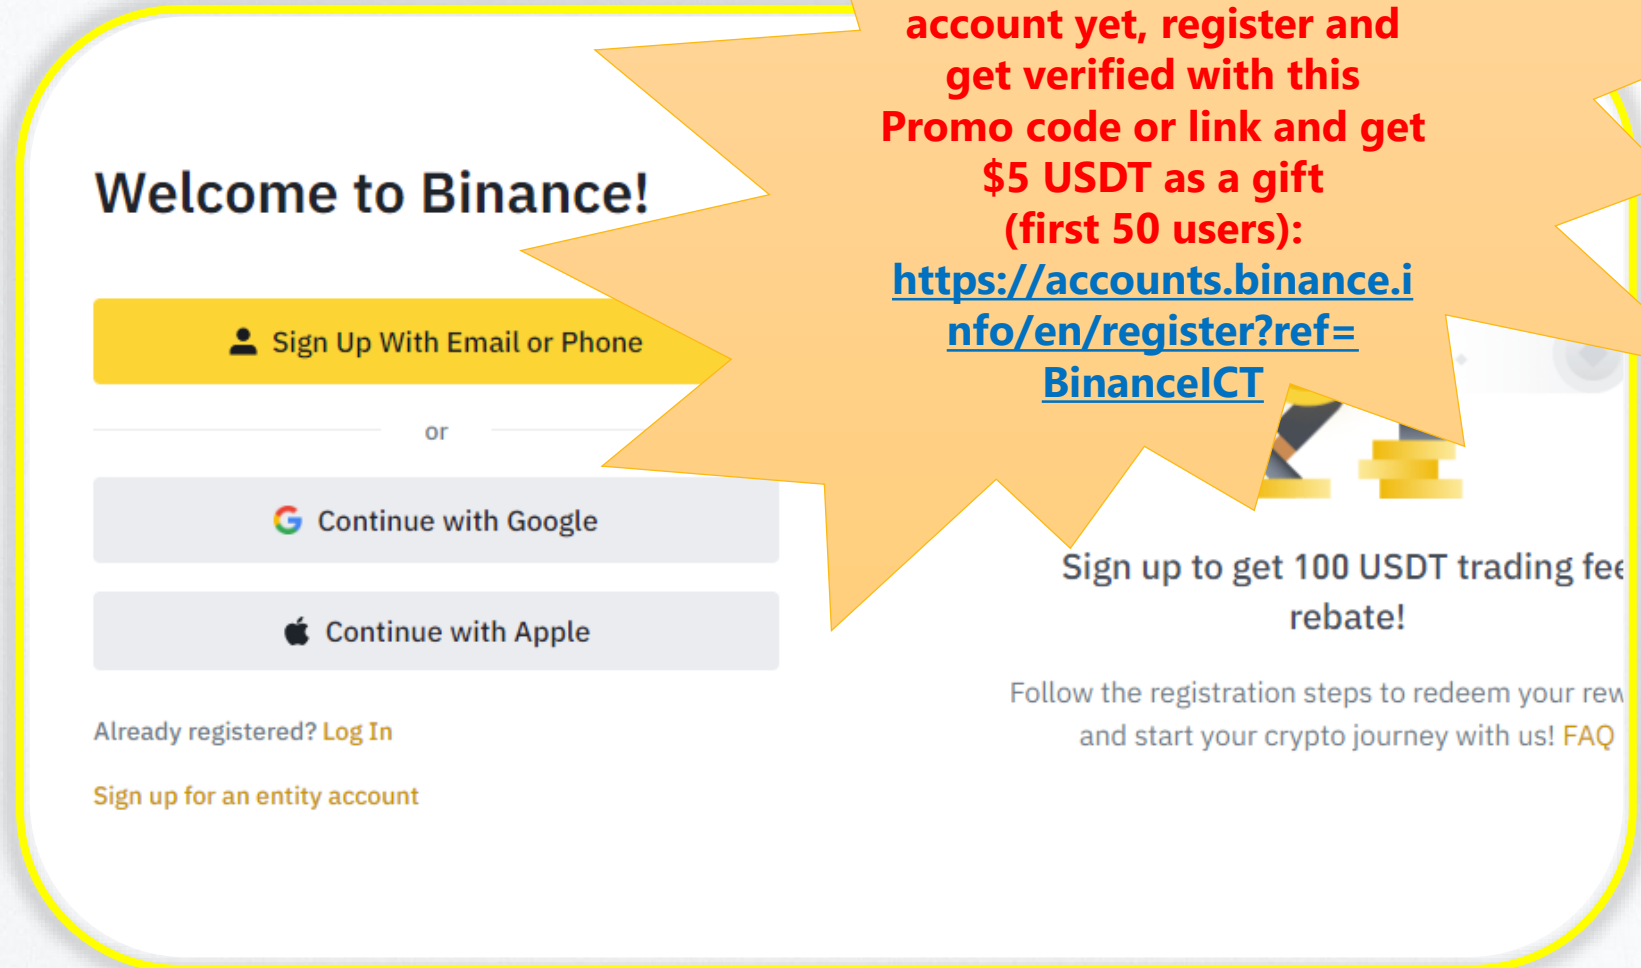 account yet, register and
get verified with this
Promo code or link and get
$5 USDT as a gift
(first 50 users):
https://accounts.binance.i
nfo/en/register?ref=
BinanceICT
Welcome to Binance!
Sign Up With Email or Phone
or
Continue with Google
Continue with Apple
Already registered? Log In
Sign up for an entity account
Sign up to get 100 USDT trading fee
rebate!
Follow the registration steps to redeem your
and start your crypto journey with us! FAQ